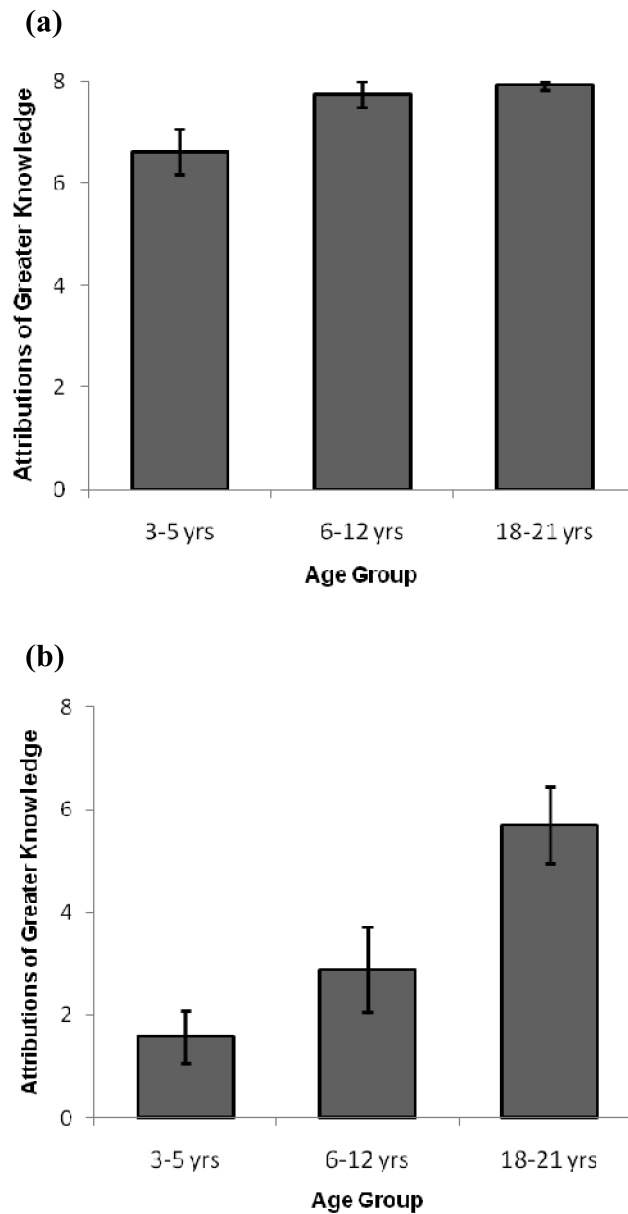 (a)
Attributions of Greater Knowledge
8
6
4
2
0
3-5 yrs 6-12 yrs 18-21 yrs
Age Group
(b)
Attributions of Greater Knowledge
8
6
4
2
0
3-5 yrs 6-12 yrs 18-21 yrs
Age Group